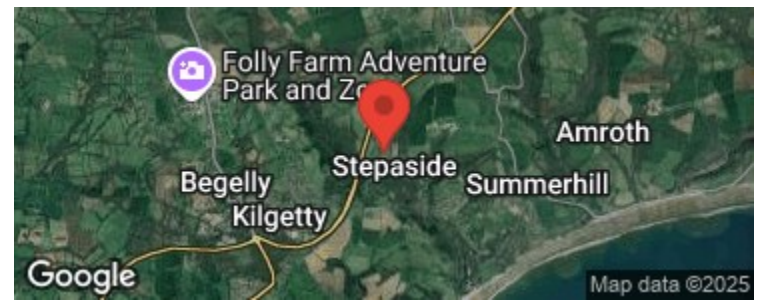 Folly Farm Adventure
Park and Zo
Amroth
Stepaside
Begelly
Summerhill
Kilgetty
Google
Map data ©2025